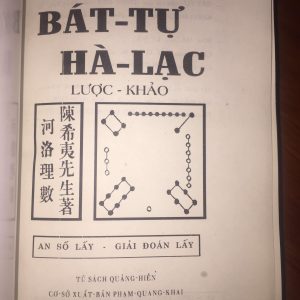 BÁT-TỰ
HÀ-LẠC
LƯỢC - KHẢO
陳希夷先生著
河洛理數
AN SỐ LẤY - GIẢI ĐOÁN LẤY
TỦ SÁCH QUẢNG-HIỀN
CƠ-SỞ XUẤT-BẢN PHẠM-QUANG-KHAI